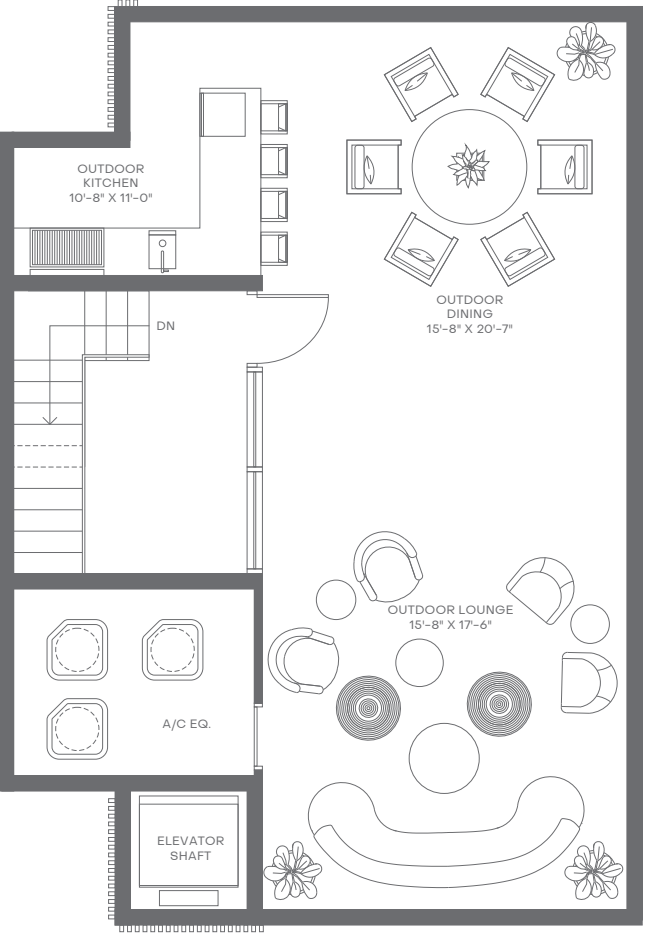 OUTDOOR
KITCHEN
10'-8" X 11'-0"
OUTDOOR
DINING
15'-8" X 20'-7"
DN
OUTDOOR LOUNGE
15'-8" X 17'-6"
A/C EQ.
ELEVATOR
SHAFT